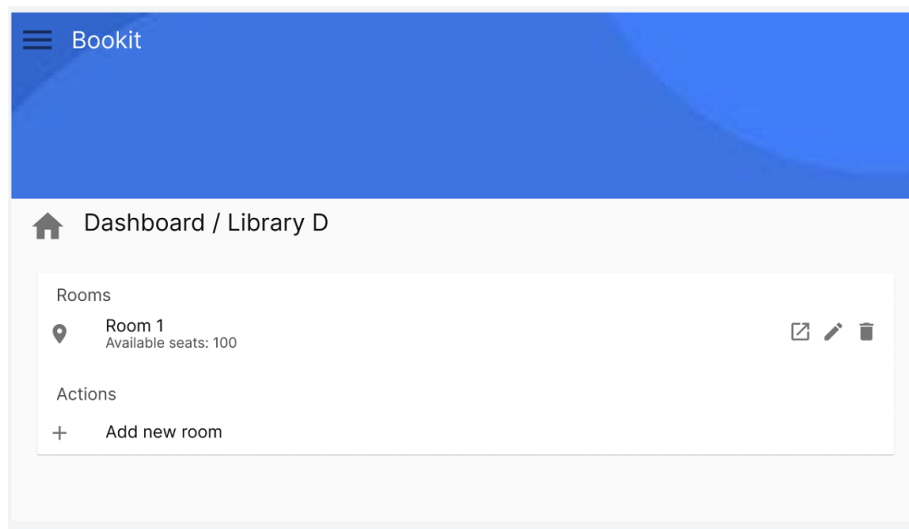 Bookit
Dashboard / Library D
Rooms
Room 1
Available seats: 100
Actions
Add new room